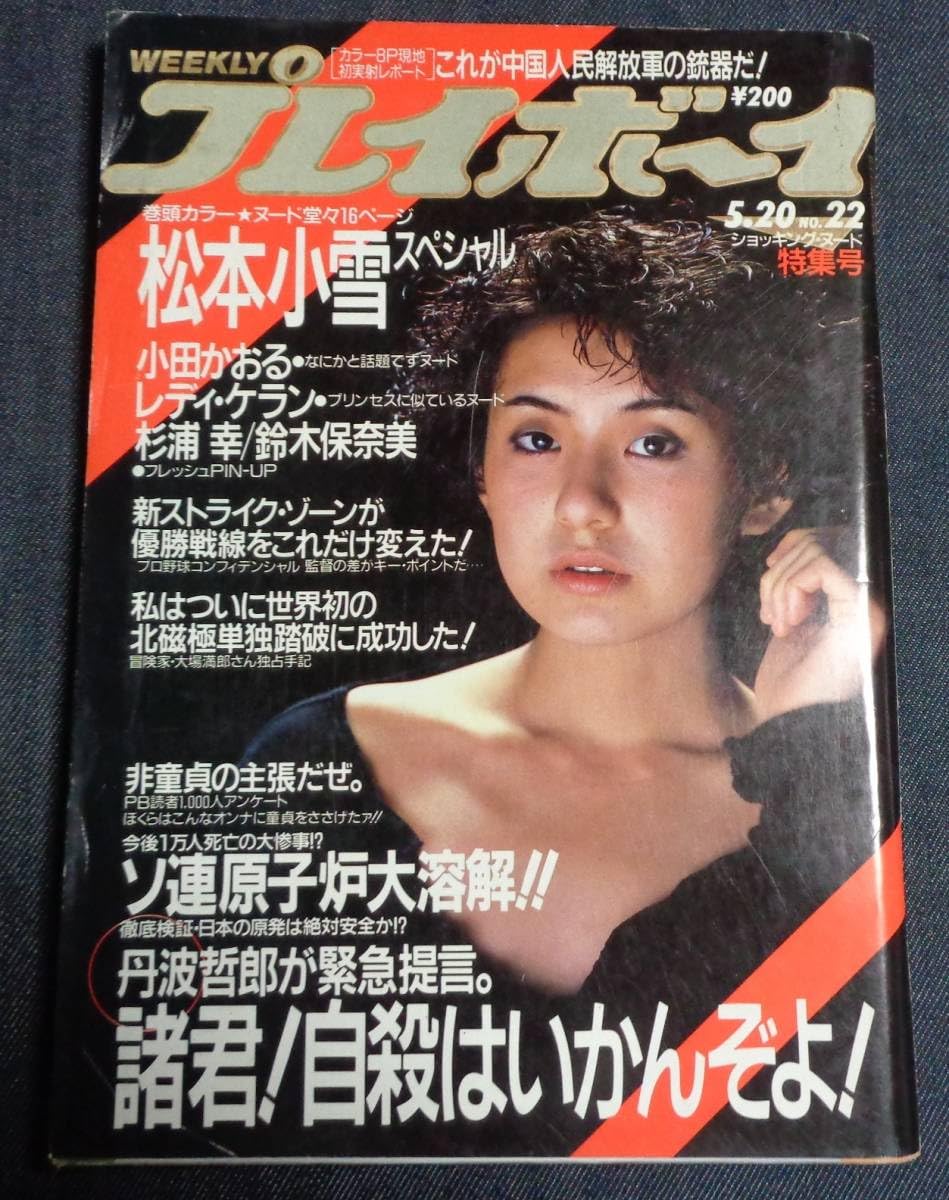 WEEKLY
カラー8P現地
初実射レポート
これが中国人民解放軍の銃器だ!
プレイボーイ
¥200
5.20 NO.22
ショッキング・ヌード
特集号
巻頭カラー★ヌード堂々16ページ
松本小雪スペシャル
小田かおる●なにかと話題ですヌード
レディ・ケラン●プリンセスに似ているヌード
杉浦 幸/鈴木保奈美
●フレッシュPIN-UP
新ストライク・ゾーンが
優勝戦線をこれだけ変えた!
プロ野球コンフィデンシャル 監督の差がキー・ポイントだ…
私はついに世界初の
北磁極単独踏破に成功した!
冒険家・大場満郎さん独占手記
非童貞の主張だぜ。
PB読者1,000人アンケート
ぼくらはこんなオンナに童貞をささげたァ!!
今後1万人死亡の大惨事!?
ソ連原子炉大溶解!!
徹底検証・日本の原発は絶対安全か!?
丹波哲郎が緊急提言。
諸君!自殺はいかんぞよ!